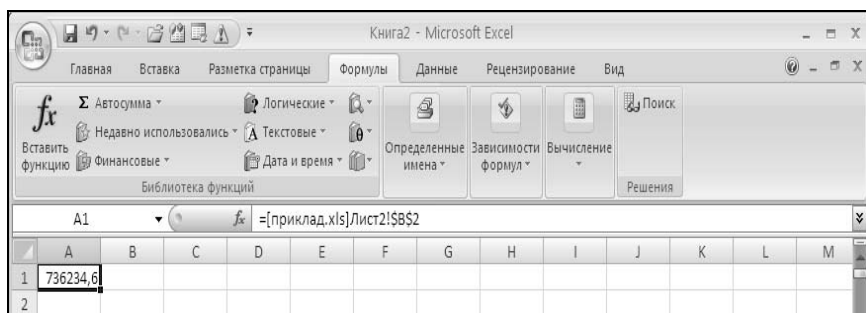 Книга2 - Microsoft Excel
Главная Вставка Разметка страницы Формулы Данные Рецензирование Вид
fx Вставить функцию
Σ Автосумма
Недавно использовались
Финансовые
Логические
A Текстовые
Дата и время
θ
Библиотека функций
Определенные имена
Зависимости формул
Вычисление
Поиск
Решения
A1 fx =[приклад.xls]Лист2!$B$2
A B C D E F G H I J K L M
1 736234,6
2